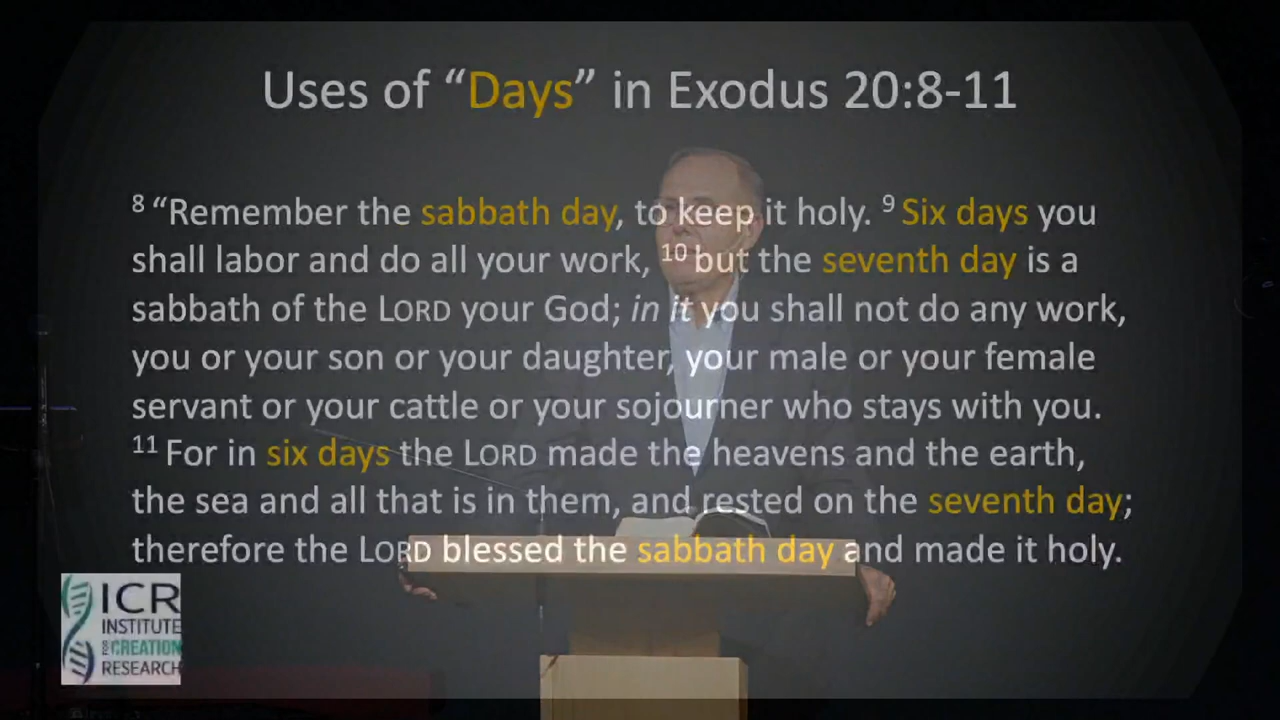 Uses of “Days” in Exodus 20:8-11
8 “Remember the sabbath day, to keep it holy. 9 Six days you
shall labor and do all your work, 10 but the seventh day is a
sabbath of the LORD your God; in it you shall not do any work,
you or your son or your daughter, your male or your female
servant or your cattle or your sojourner who stays with you.
11 For in six days the LORD made the heavens and the earth,
the sea and all that is in them, and rested on the seventh day;
therefore the LORD blessed the sabbath day and made it holy.
ICR
INSTITUTE
FOR CREATION
RESEARCH